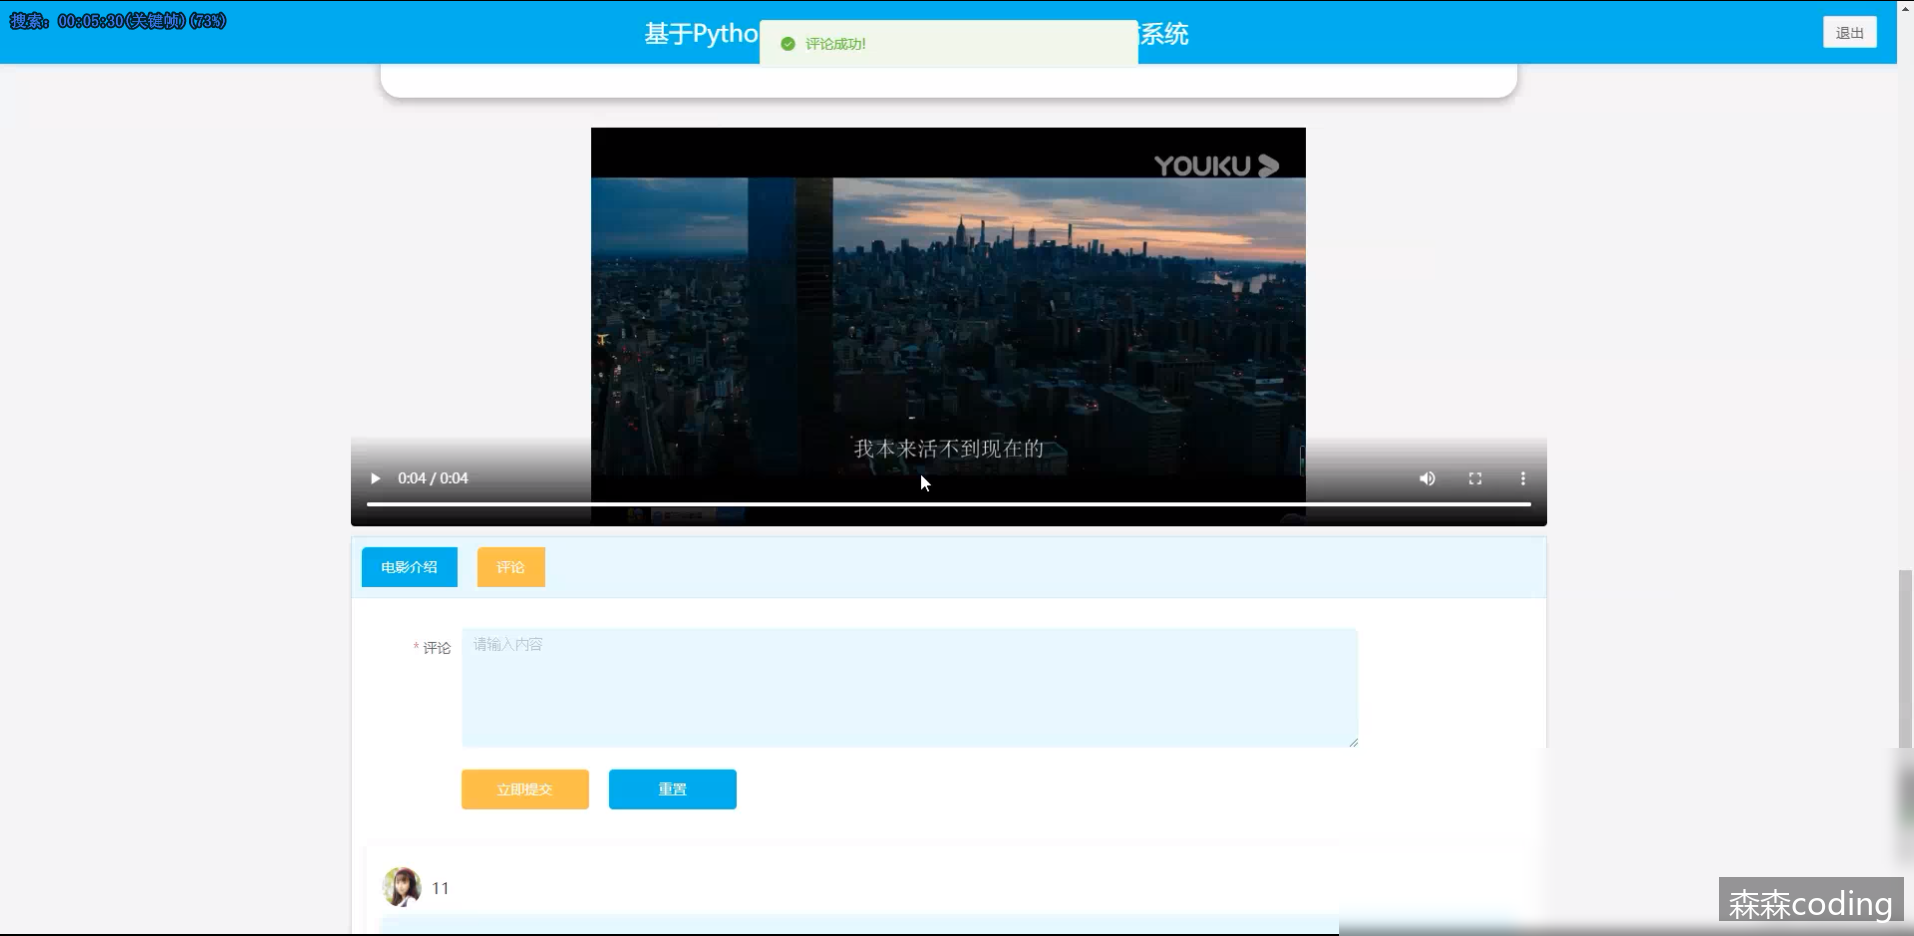 搜索: 00:05:30(关键帧)(73%)
基于Pytho
系统
评论成功!
退出
YOUKU
我本来活不到现在的
0:04 / 0:04
电影介绍
评论
* 评论
请输入内容
立即提交
重置
11
森森coding